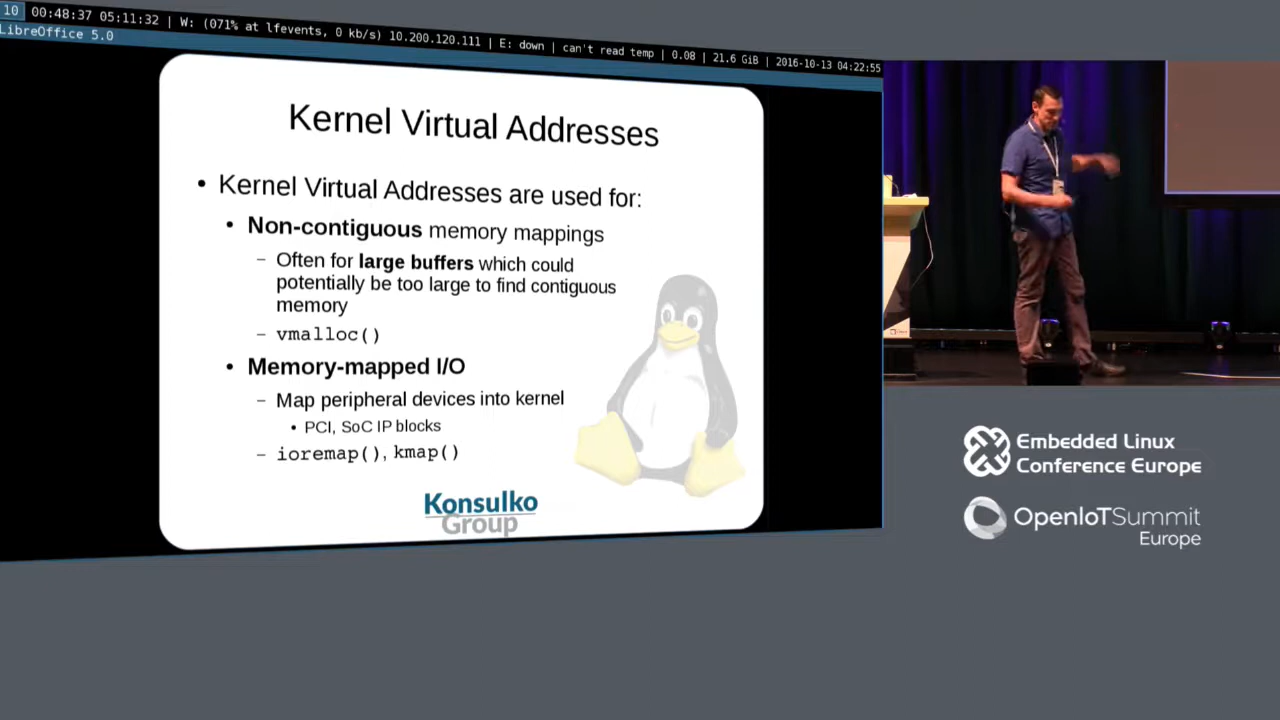 10 00:48:37 05:11:32 | W: (071% at lfevents, 0 kb/s) 10.200.120.111 | E: down | can't read temp | 0.08 | 21.6 GiB | 2016-10-13 04:22:55
LibreOffice 5.0
Kernel Virtual Addresses
• Kernel Virtual Addresses are used for:
• Non-contiguous memory mappings
– Often for large buffers which could
potentially be too large to find contiguous
memory
– vmalloc()
• Memory-mapped I/O
– Map peripheral devices into kernel
• PCI, SoC IP blocks
– ioremap(), kmap()
Konsulko
Group
Embedded Linux
Conference Europe
OpenIoTSummit
Europe